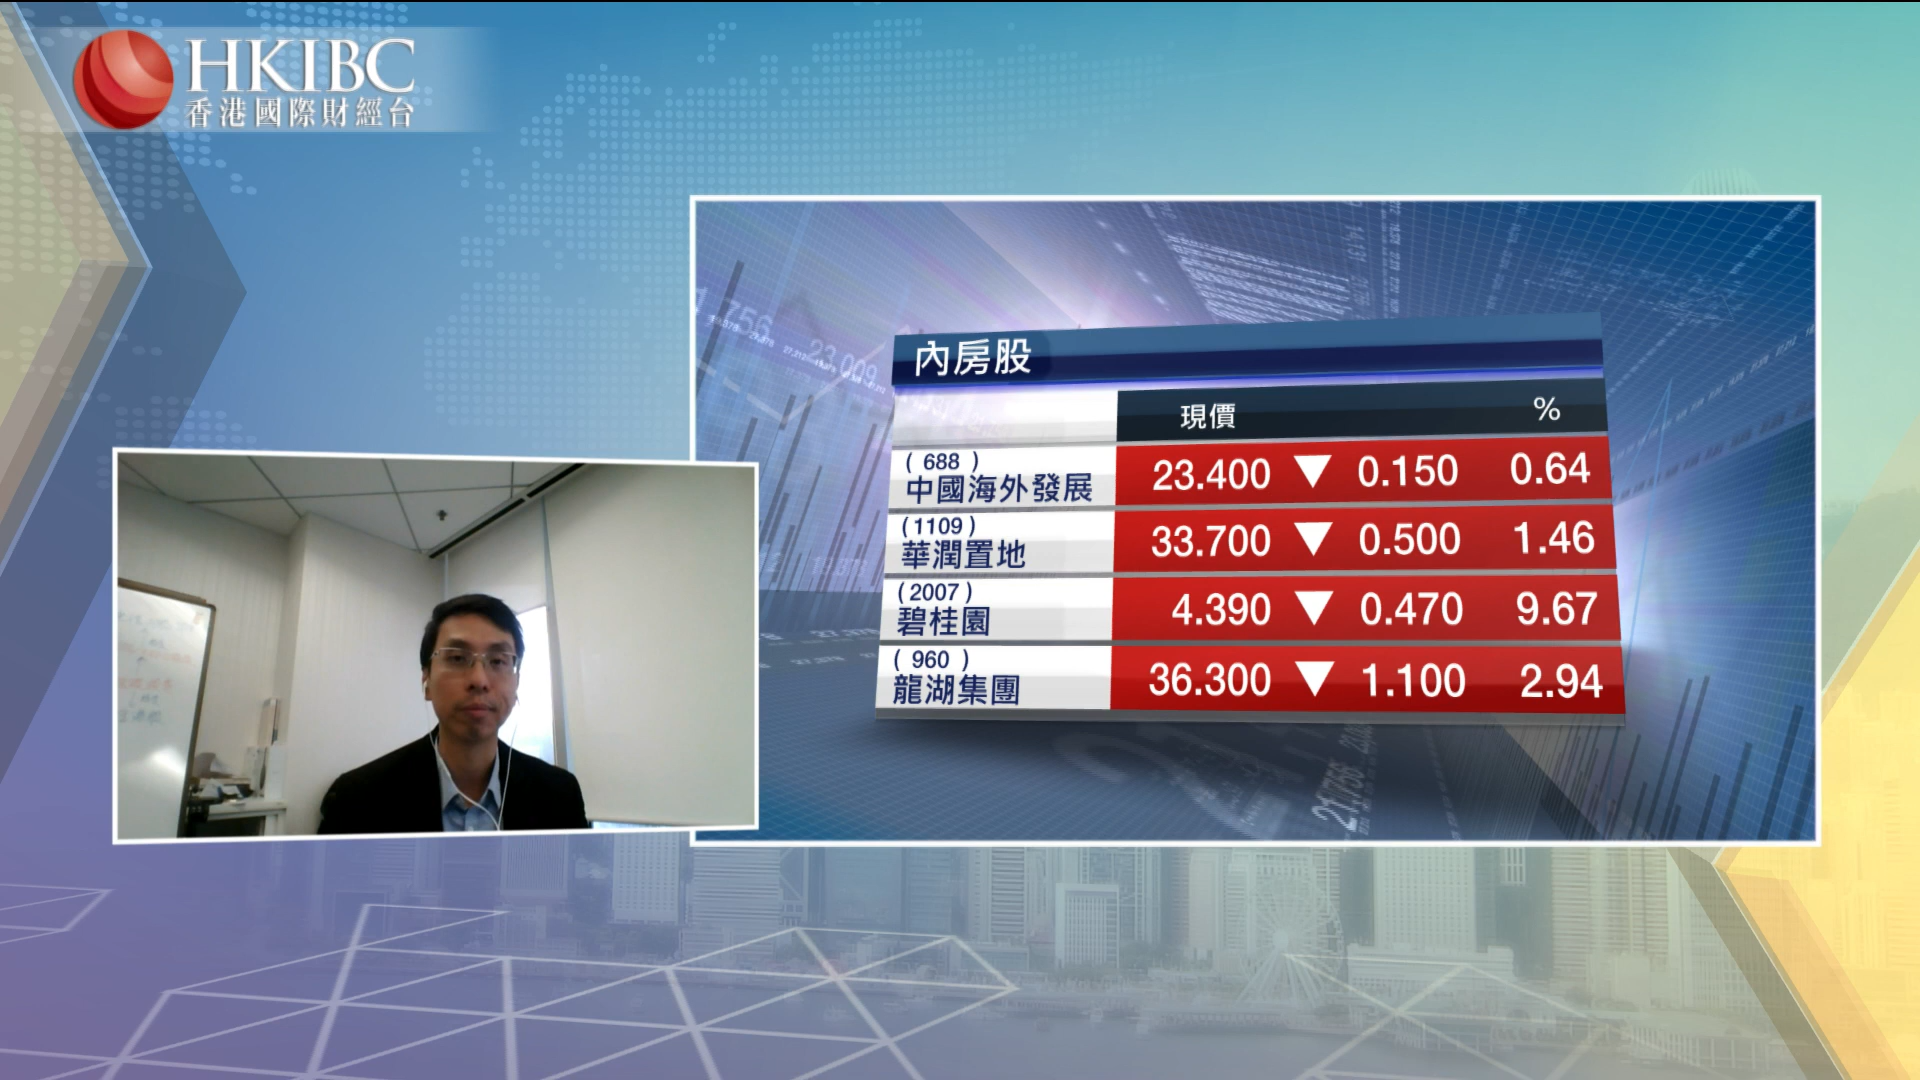 HKIBC
香港國際財經台
內房股
現價 %
( 688 )
中國海外發展 23.400 ▼ 0.150 0.64
(1109)
華潤置地 33.700 ▼ 0.500 1.46
(2007)
碧桂園 4.390 ▼ 0.470 9.67
( 960 )
龍湖集團 36.300 ▼ 1.100 2.94